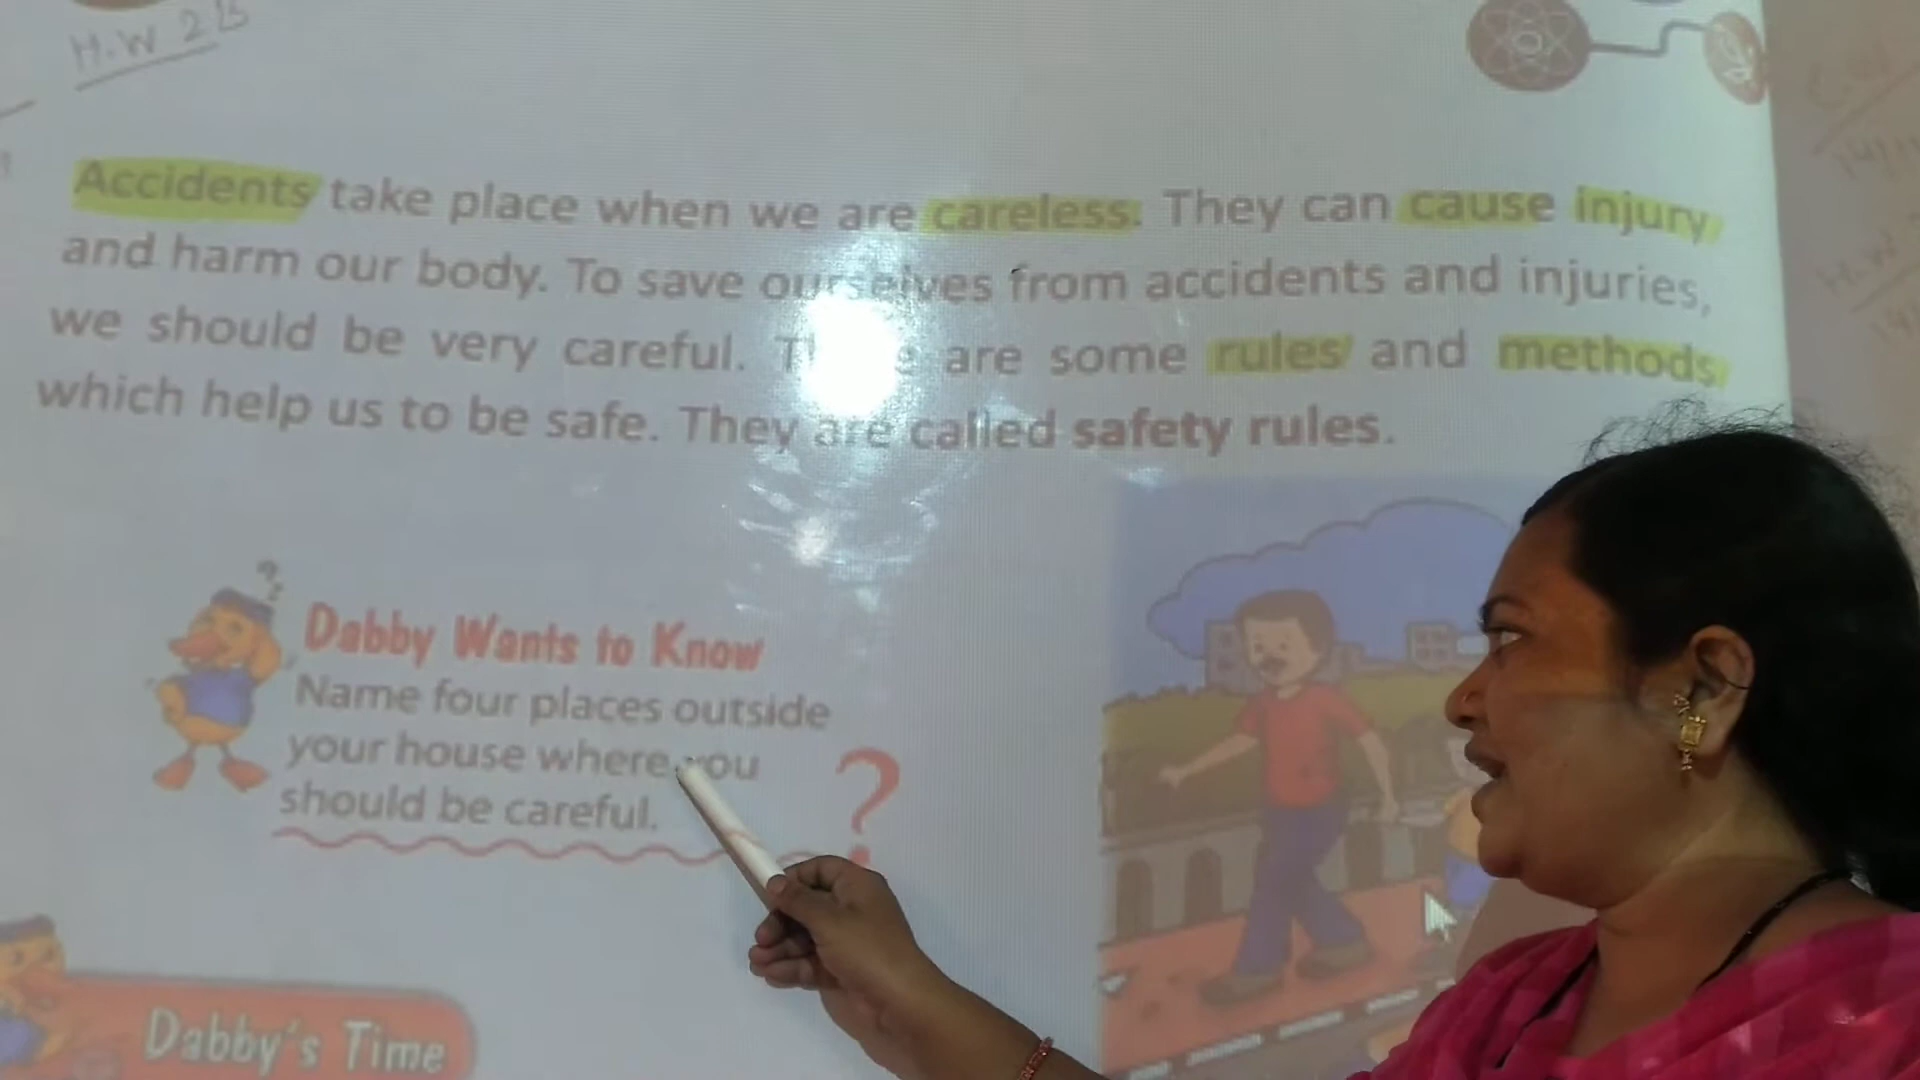 H.W
Accidents take place when we are careless. They can cause injury
and harm our body. To save ourselves from accidents and injuries,
we should be very careful. There are some rules and methods
which help us to be safe. They are called safety rules.
Dabby Wants to Know
Name four places outside
your house where you
should be careful.
?
Dabby's Time